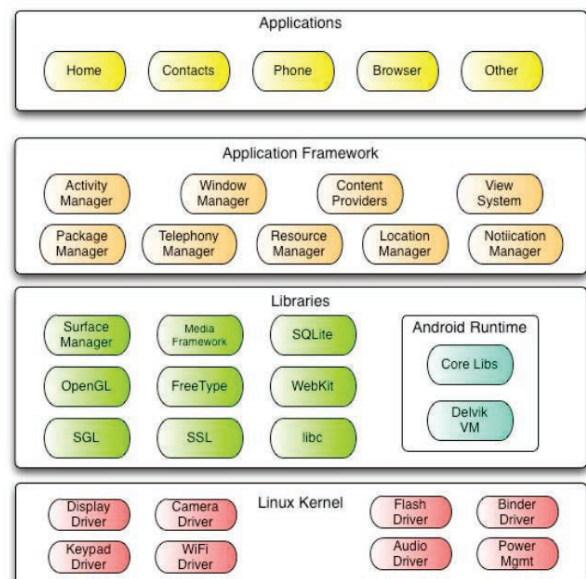 Applications
Home Contacts Phone Browser Other
Application Framework
Activity Manager
Window Manager
Content Providers
View System
Package Manager
Telephony Manager
Resource Manager
Location Manager
Notiication Manager
Libraries
Surface Manager
Media Framework
SQLite
OpenGL
FreeType
WebKit
SGL
SSL
libc
Android Runtime
Core Libs
Delvik VM
Linux Kernel
Display Driver
Camera Driver
Flash Driver
Binder Driver
Keypad Driver
WiFi Driver
Audio Driver
Power Mgmt